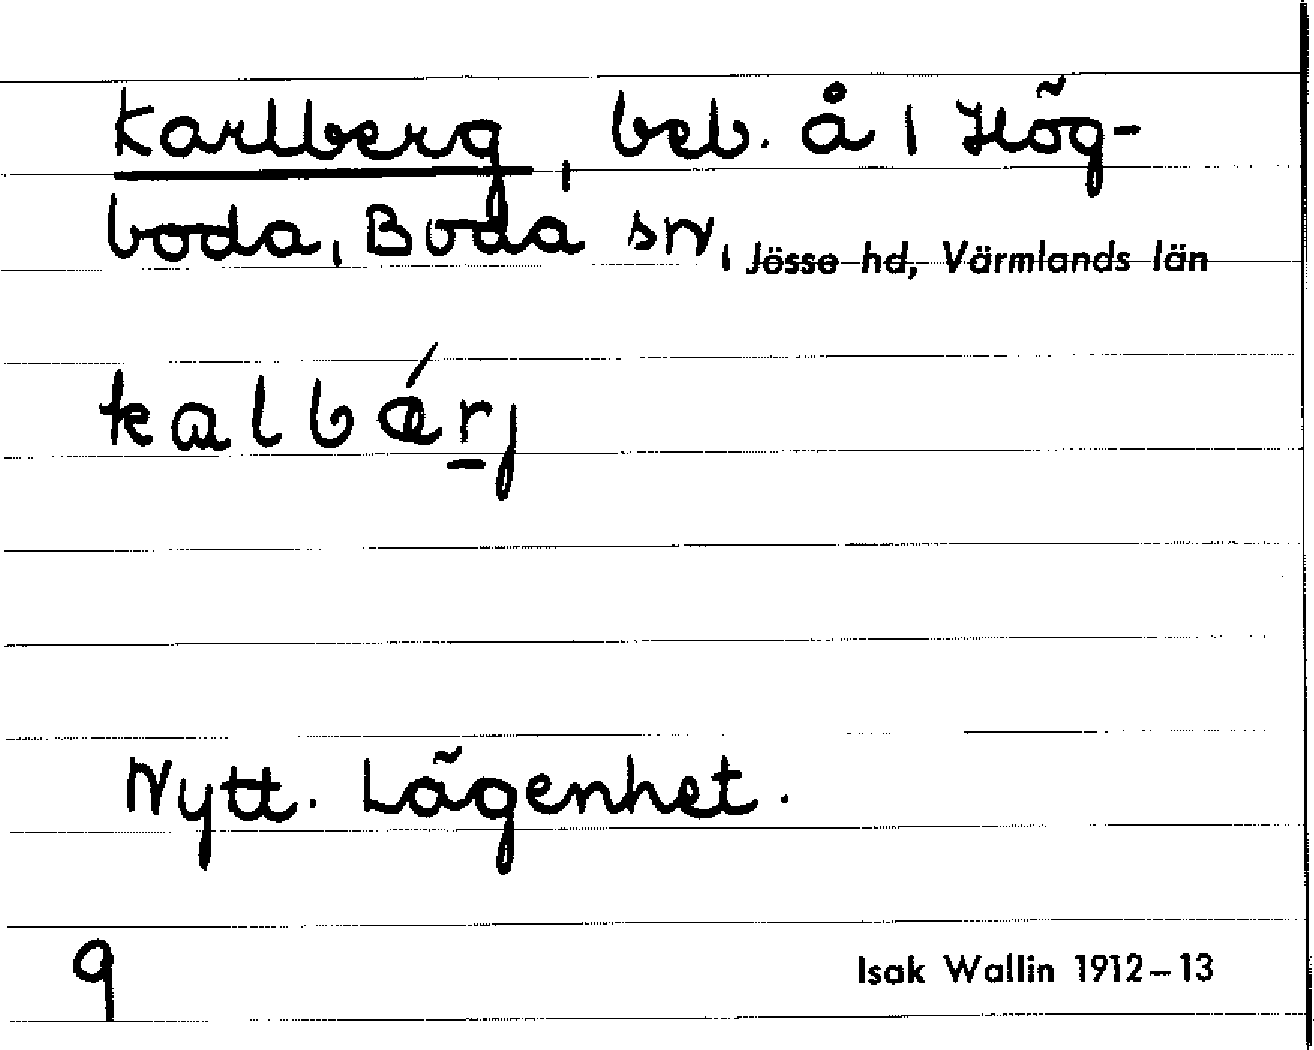 Karlberg, beb. å i Hög-
boda, Boda sn, Jösse hd, Värmlands län
kalbærj
Nytt. Lägenhet.
9
Isak Wallin 1912–13